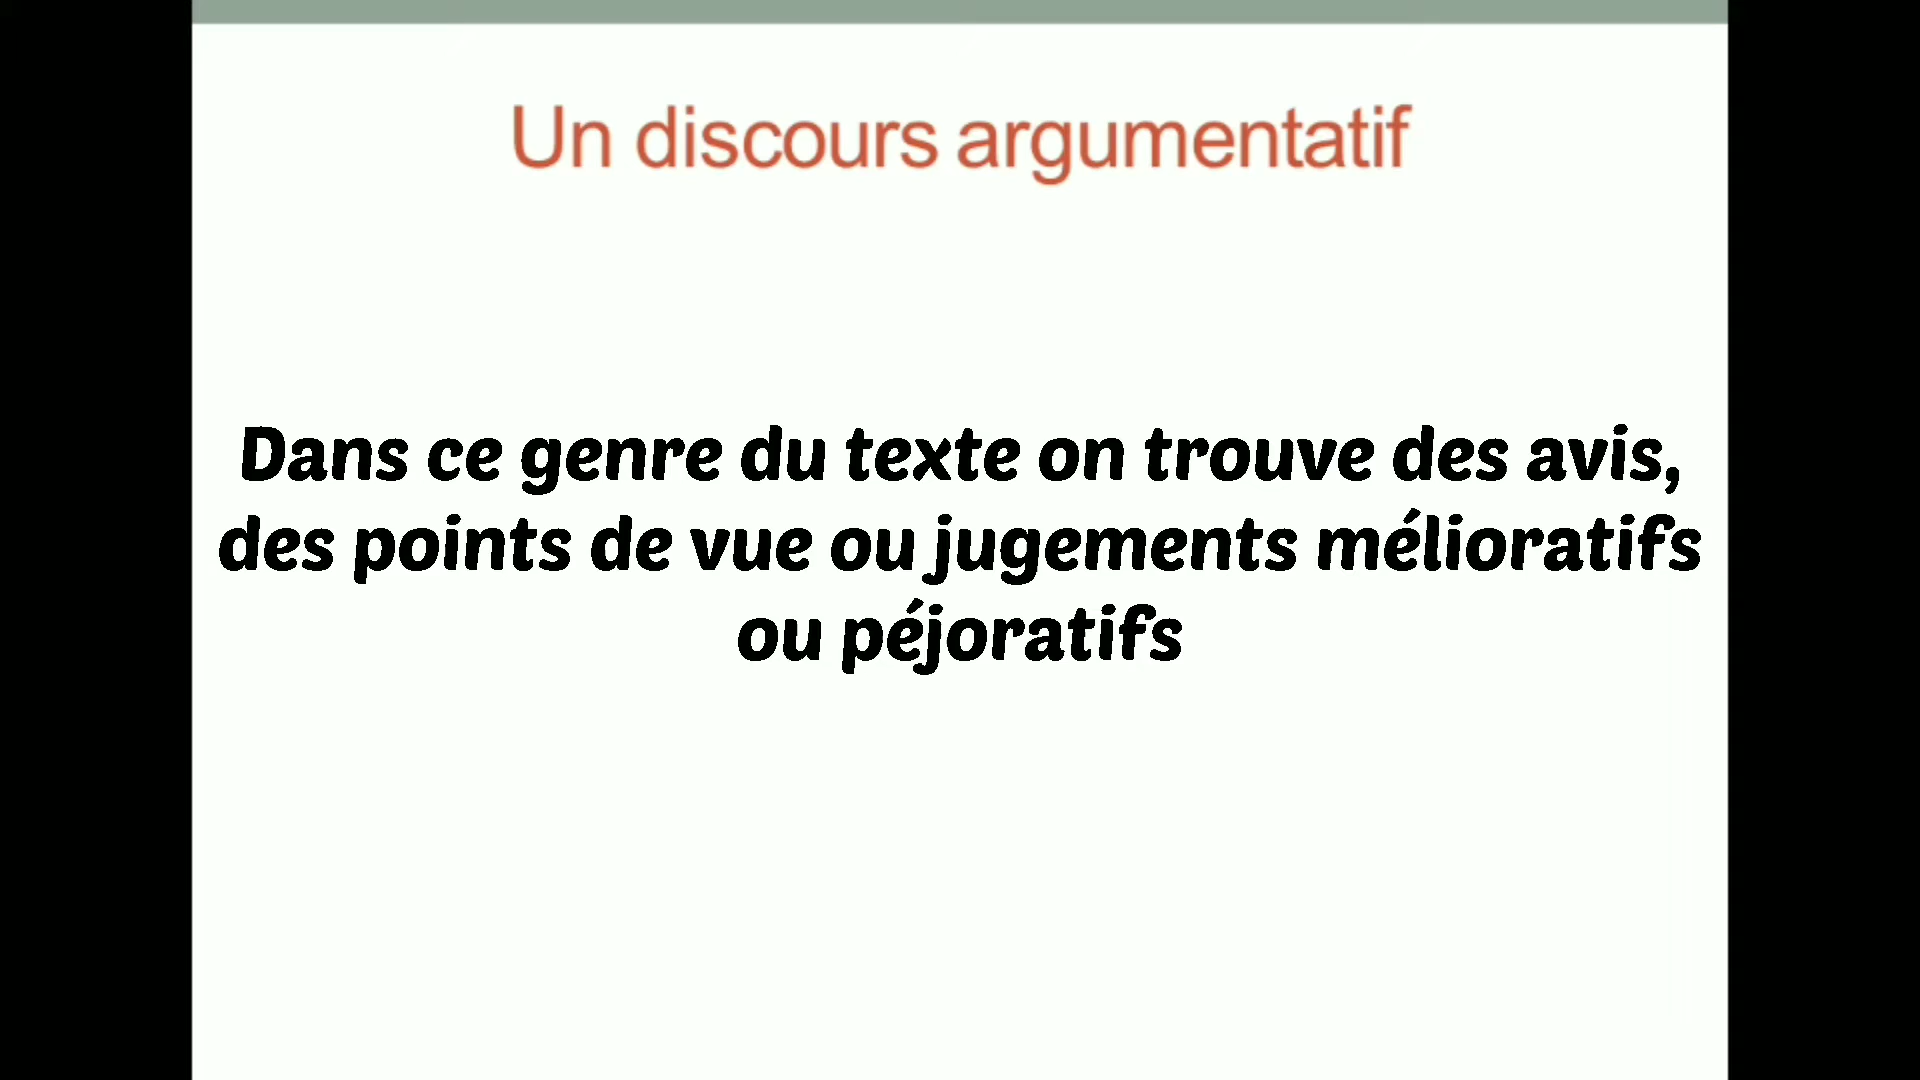 Un discours argumentatif
Dans ce genre du texte on trouve des avis,
des points de vue ou jugements mélioratifs
ou péjoratifs